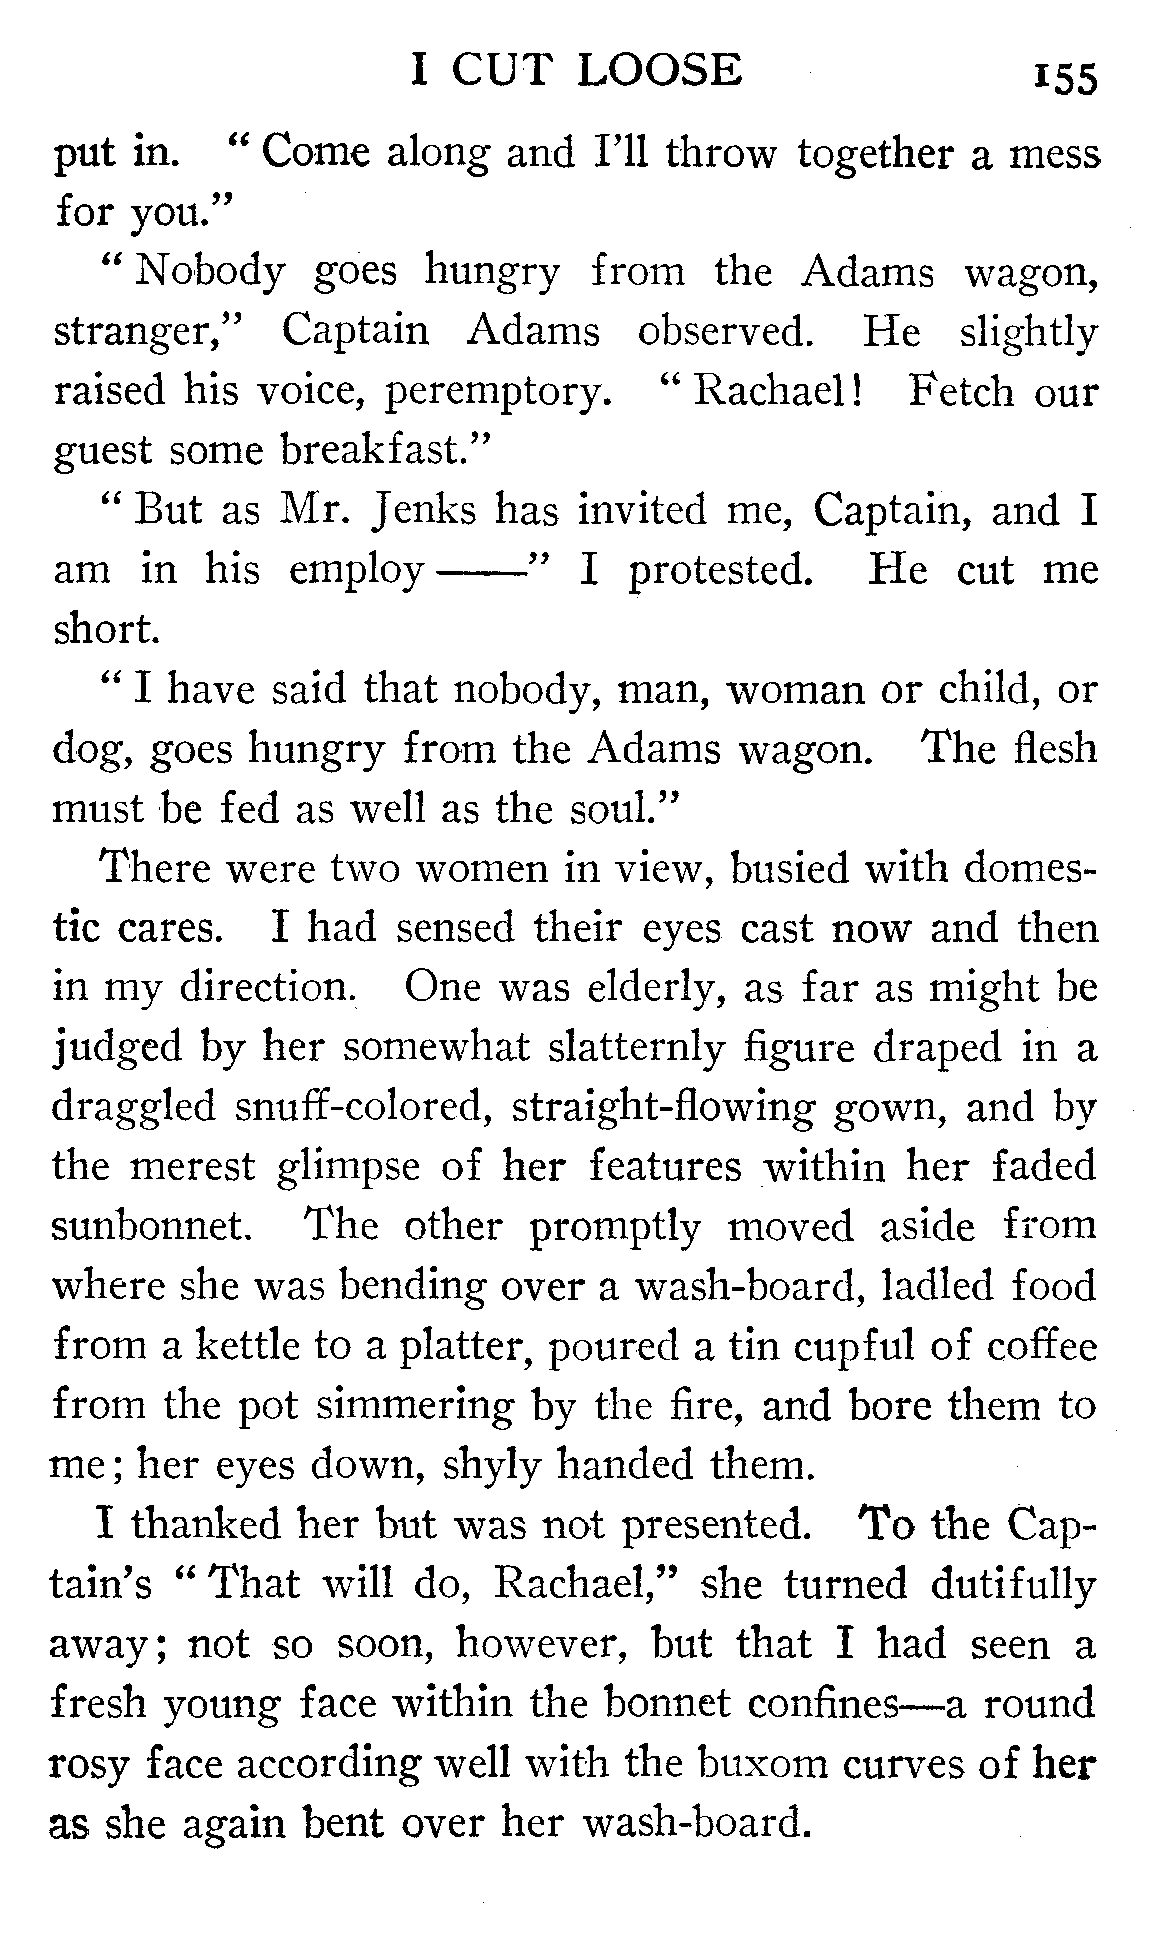 I CUT LOOSE 155
put in. “ Come along and I’ll throw together a mess
for you.”
“ Nobody goes hungry from the Adams wagon,
stranger,” Captain Adams observed. He slightly
raised his voice, peremptory. “ Rachael! Fetch our
guest some breakfast.”
“ But as Mr. Jenks has invited me, Captain, and I
am in his employ——” I protested. He cut me
short.
“ I have said that nobody, man, woman or child, or
dog, goes hungry from the Adams wagon. The flesh
must be fed as well as the soul.”
There were two women in view, busied with domes-
tic cares. I had sensed their eyes cast now and then
in my direction. One was elderly, as far as might be
judged by her somewhat slatternly figure draped in a
draggled snuff-colored, straight-flowing gown, and by
the merest glimpse of her features within her faded
sunbonnet. The other promptly moved aside from
where she was bending over a wash-board, ladled food
from a kettle to a platter, poured a tin cupful of coffee
from the pot simmering by the fire, and bore them to
me; her eyes down, shyly handed them.
I thanked her but was not presented. To the Cap-
tain’s “ That will do, Rachael,” she turned dutifully
away; not so soon, however, but that I had seen a
fresh young face within the bonnet confines—a round
rosy face according well with the buxom curves of her
as she again bent over her wash-board.